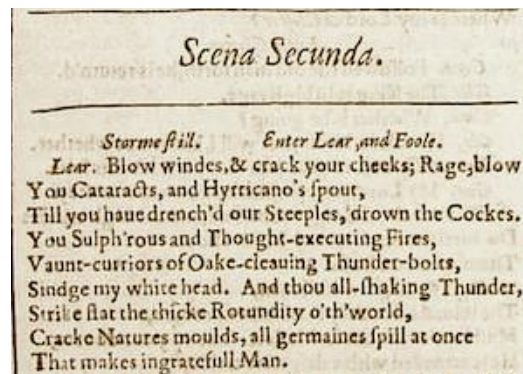 Scena Secunda.
Storme ſtill. Enter Lear, and Foole.
Lear. Blow windes, & crack your cheeks; Rage, blow
You Cataracts, and Hyrricano's ſpout,
Till you haue drench'd our Steeples, drown the Cockes.
You Sulph'rous and Thought-executing Fires,
Vaunt-curriors of Oake-cleauing Thunder-bolts,
Sindge my white head. And thou all-ſhaking Thunder,
Strike flat the thicke Rotundity o'th'world,
Cracke Natures moulds, all germaines ſpill at once
That makes ingratefull Man.